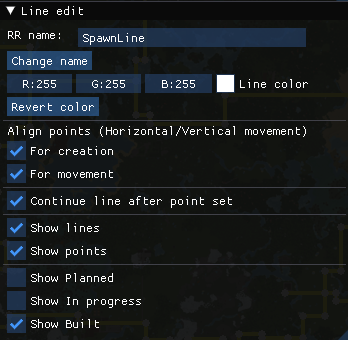 Line edit
RR name: SpawnLine
Change name
R:255 G:255 B:255 Line color
Revert color
Align points (Horizontal/Vertical movement)
For creation
For movement
Continue line after point set
Show lines
Show points
Show Planned
Show In progress
Show Built